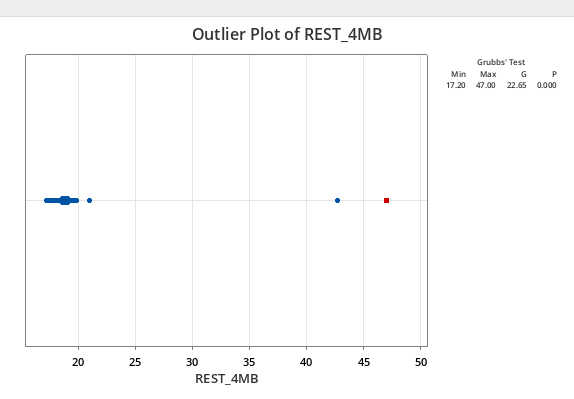 Outlier Plot of REST_4MB
Grubbs' Test
Min Max G P
17.20 47.00 22.65 0.000
20 25 30 35 40 45 50
REST_4MB